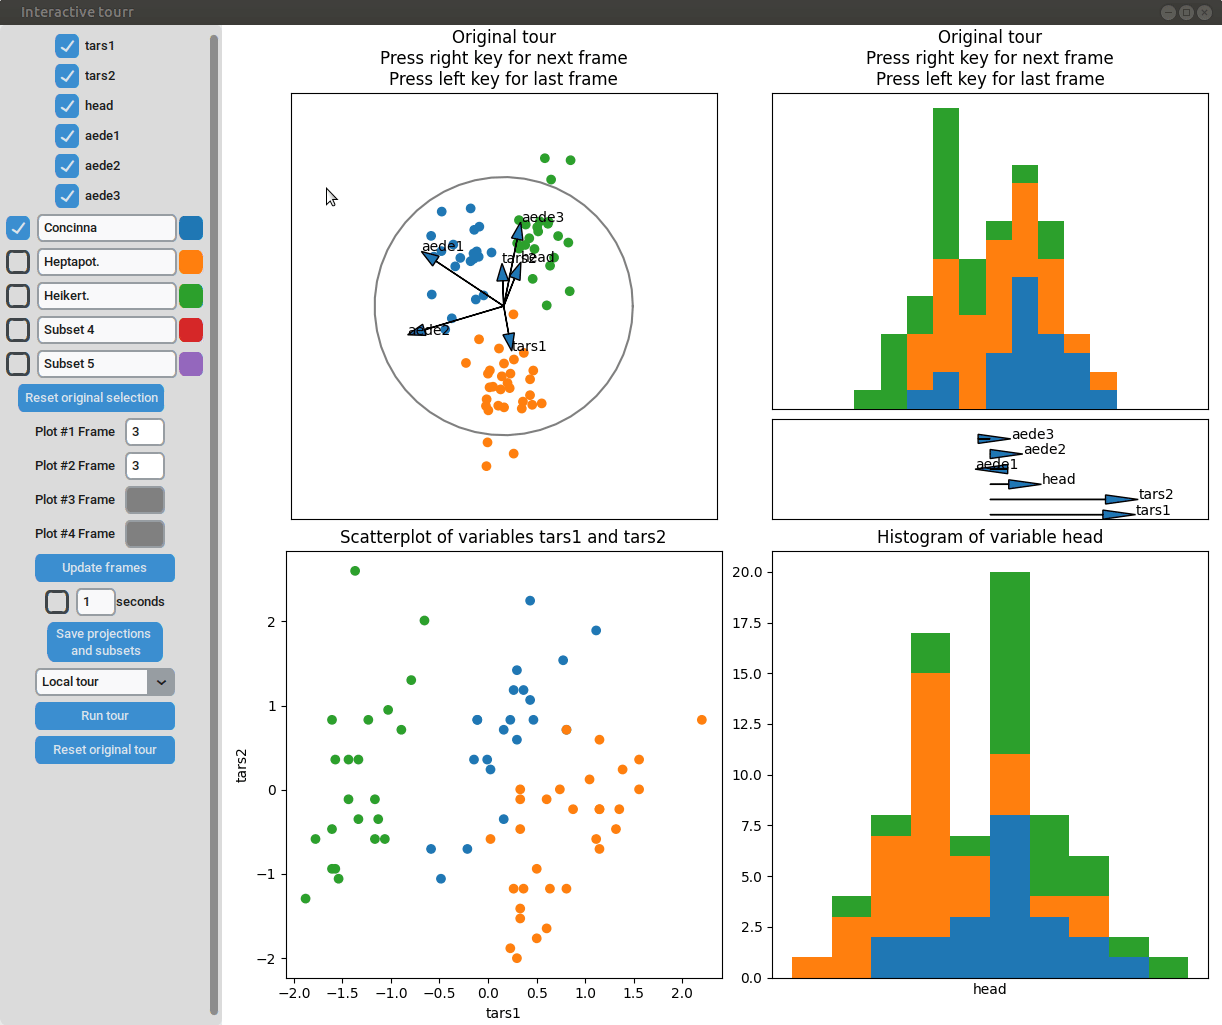 Interactive tourr
tars1
tars2
head
aede1
aede2
aede3
Concinna
Heptapot.
Heikert.
Subset 4
Subset 5
Reset original selection
Plot #1 Frame 3
Plot #2 Frame 3
Plot #3 Frame
Plot #4 Frame
Update frames
1 seconds
Save projections
and subsets
Local tour
Run tour
Reset original tour
Original tour
Press right key for next frame
Press left key for last frame
aede3
aede1
tars2
head
aede2
tars1
Original tour
Press right key for next frame
Press left key for last frame
aede3
aede2
aede1
head
tars2
tars1
Scatterplot of variables tars1 and tars2
tars2
2
1
0
−1
−2
−2.0 −1.5 −1.0 −0.5 0.0 0.5 1.0 1.5 2.0
tars1
Histogram of variable head
20.0
17.5
15.0
12.5
10.0
7.5
5.0
2.5
0.0
head